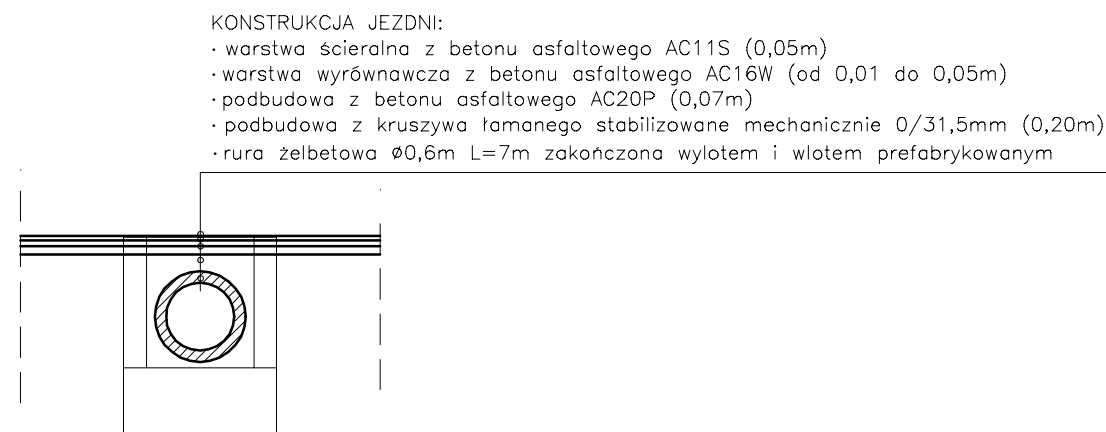 KONSTRUKCJA JEZDNI:
· warstwa ścieralna z betonu asfaltowego AC11S (0,05m)
· warstwa wyrównawcza z betonu asfaltowego AC16W (od 0,01 do 0,05m)
· podbudowa z betonu asfaltowego AC20P (0,07m)
· podbudowa z kruszywa łamanego stabilizowane mechanicznie 0/31,5mm (0,20m)
· rura żelbetowa ø0,6m L=7m zakończona wylotem i wlotem prefabrykowanym